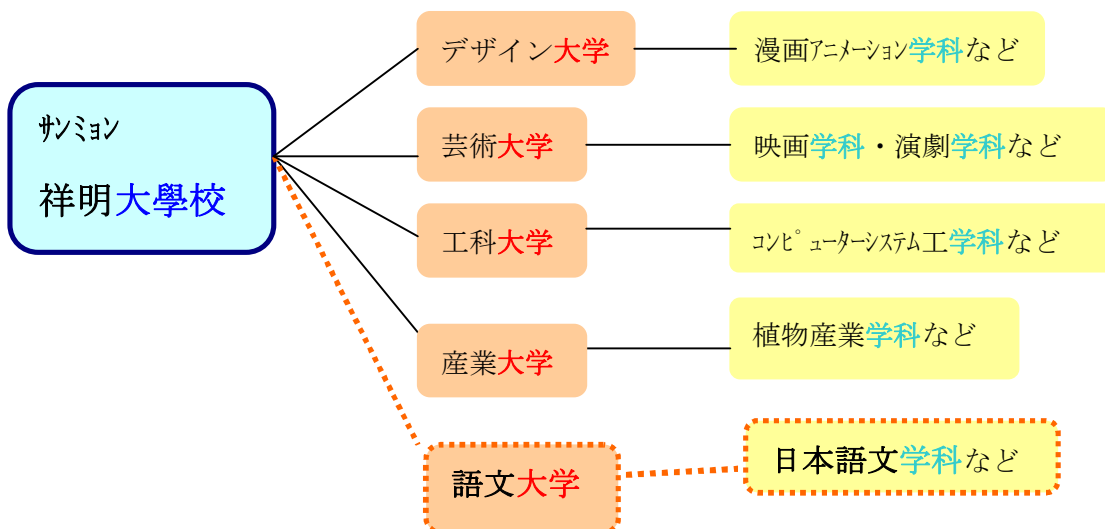 サンミョン
祥明大學校
デザイン大学
漫画アニメーション学科など
芸術大学
映画学科・演劇学科など
工科大学
コンピューターシステム工学科など
産業大学
植物産業学科など
語文大学
日本語文学科など